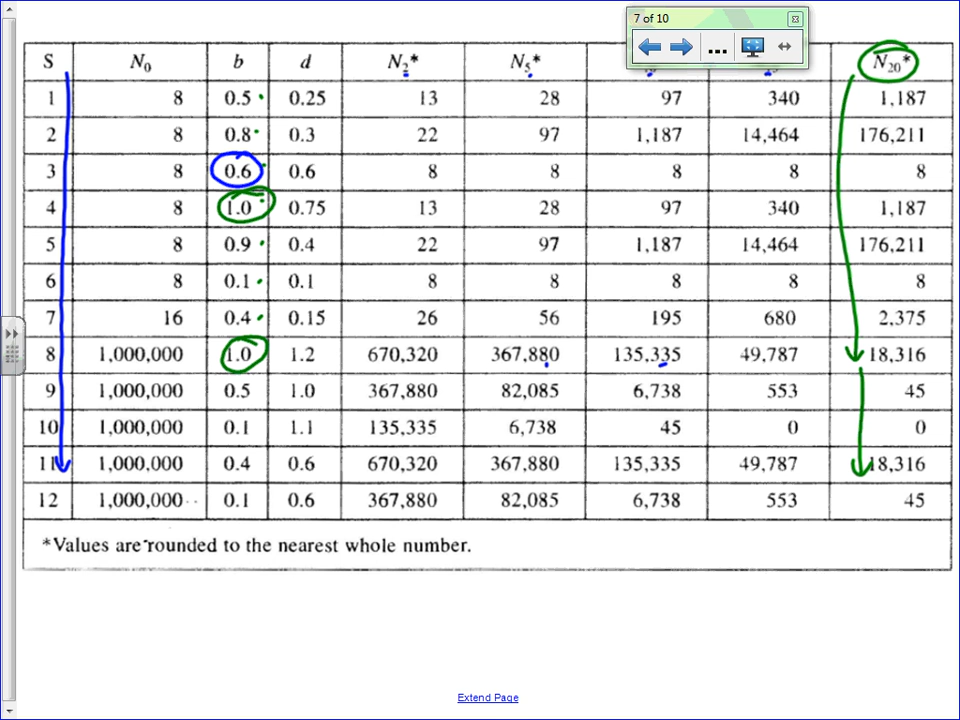 7 of 10
S N₀ b d N₂* N₅* N₂₀*
1 8 0.5 0.25 13 28 97 340 1,187
2 8 0.8 0.3 22 97 1,187 14,464 176,211
3 8 0.6 0.6 8 8 8 8 8
4 8 1.0 0.75 13 28 97 340 1,187
5 8 0.9 0.4 22 97 1,187 14,464 176,211
6 8 0.1 0.1 8 8 8 8 8
7 16 0.4 0.15 26 56 195 680 2,375
8 1,000,000 1.0 1.2 670,320 367,880 135,335 49,787 18,316
9 1,000,000 0.5 1.0 367,880 82,085 6,738 553 45
10 1,000,000 0.1 1.1 135,335 6,738 45 0 0
11 1,000,000 0.4 0.6 670,320 367,880 135,335 49,787 18,316
12 1,000,000 0.1 0.6 367,880 82,085 6,738 553 45
*Values are rounded to the nearest whole number.
Extend Page